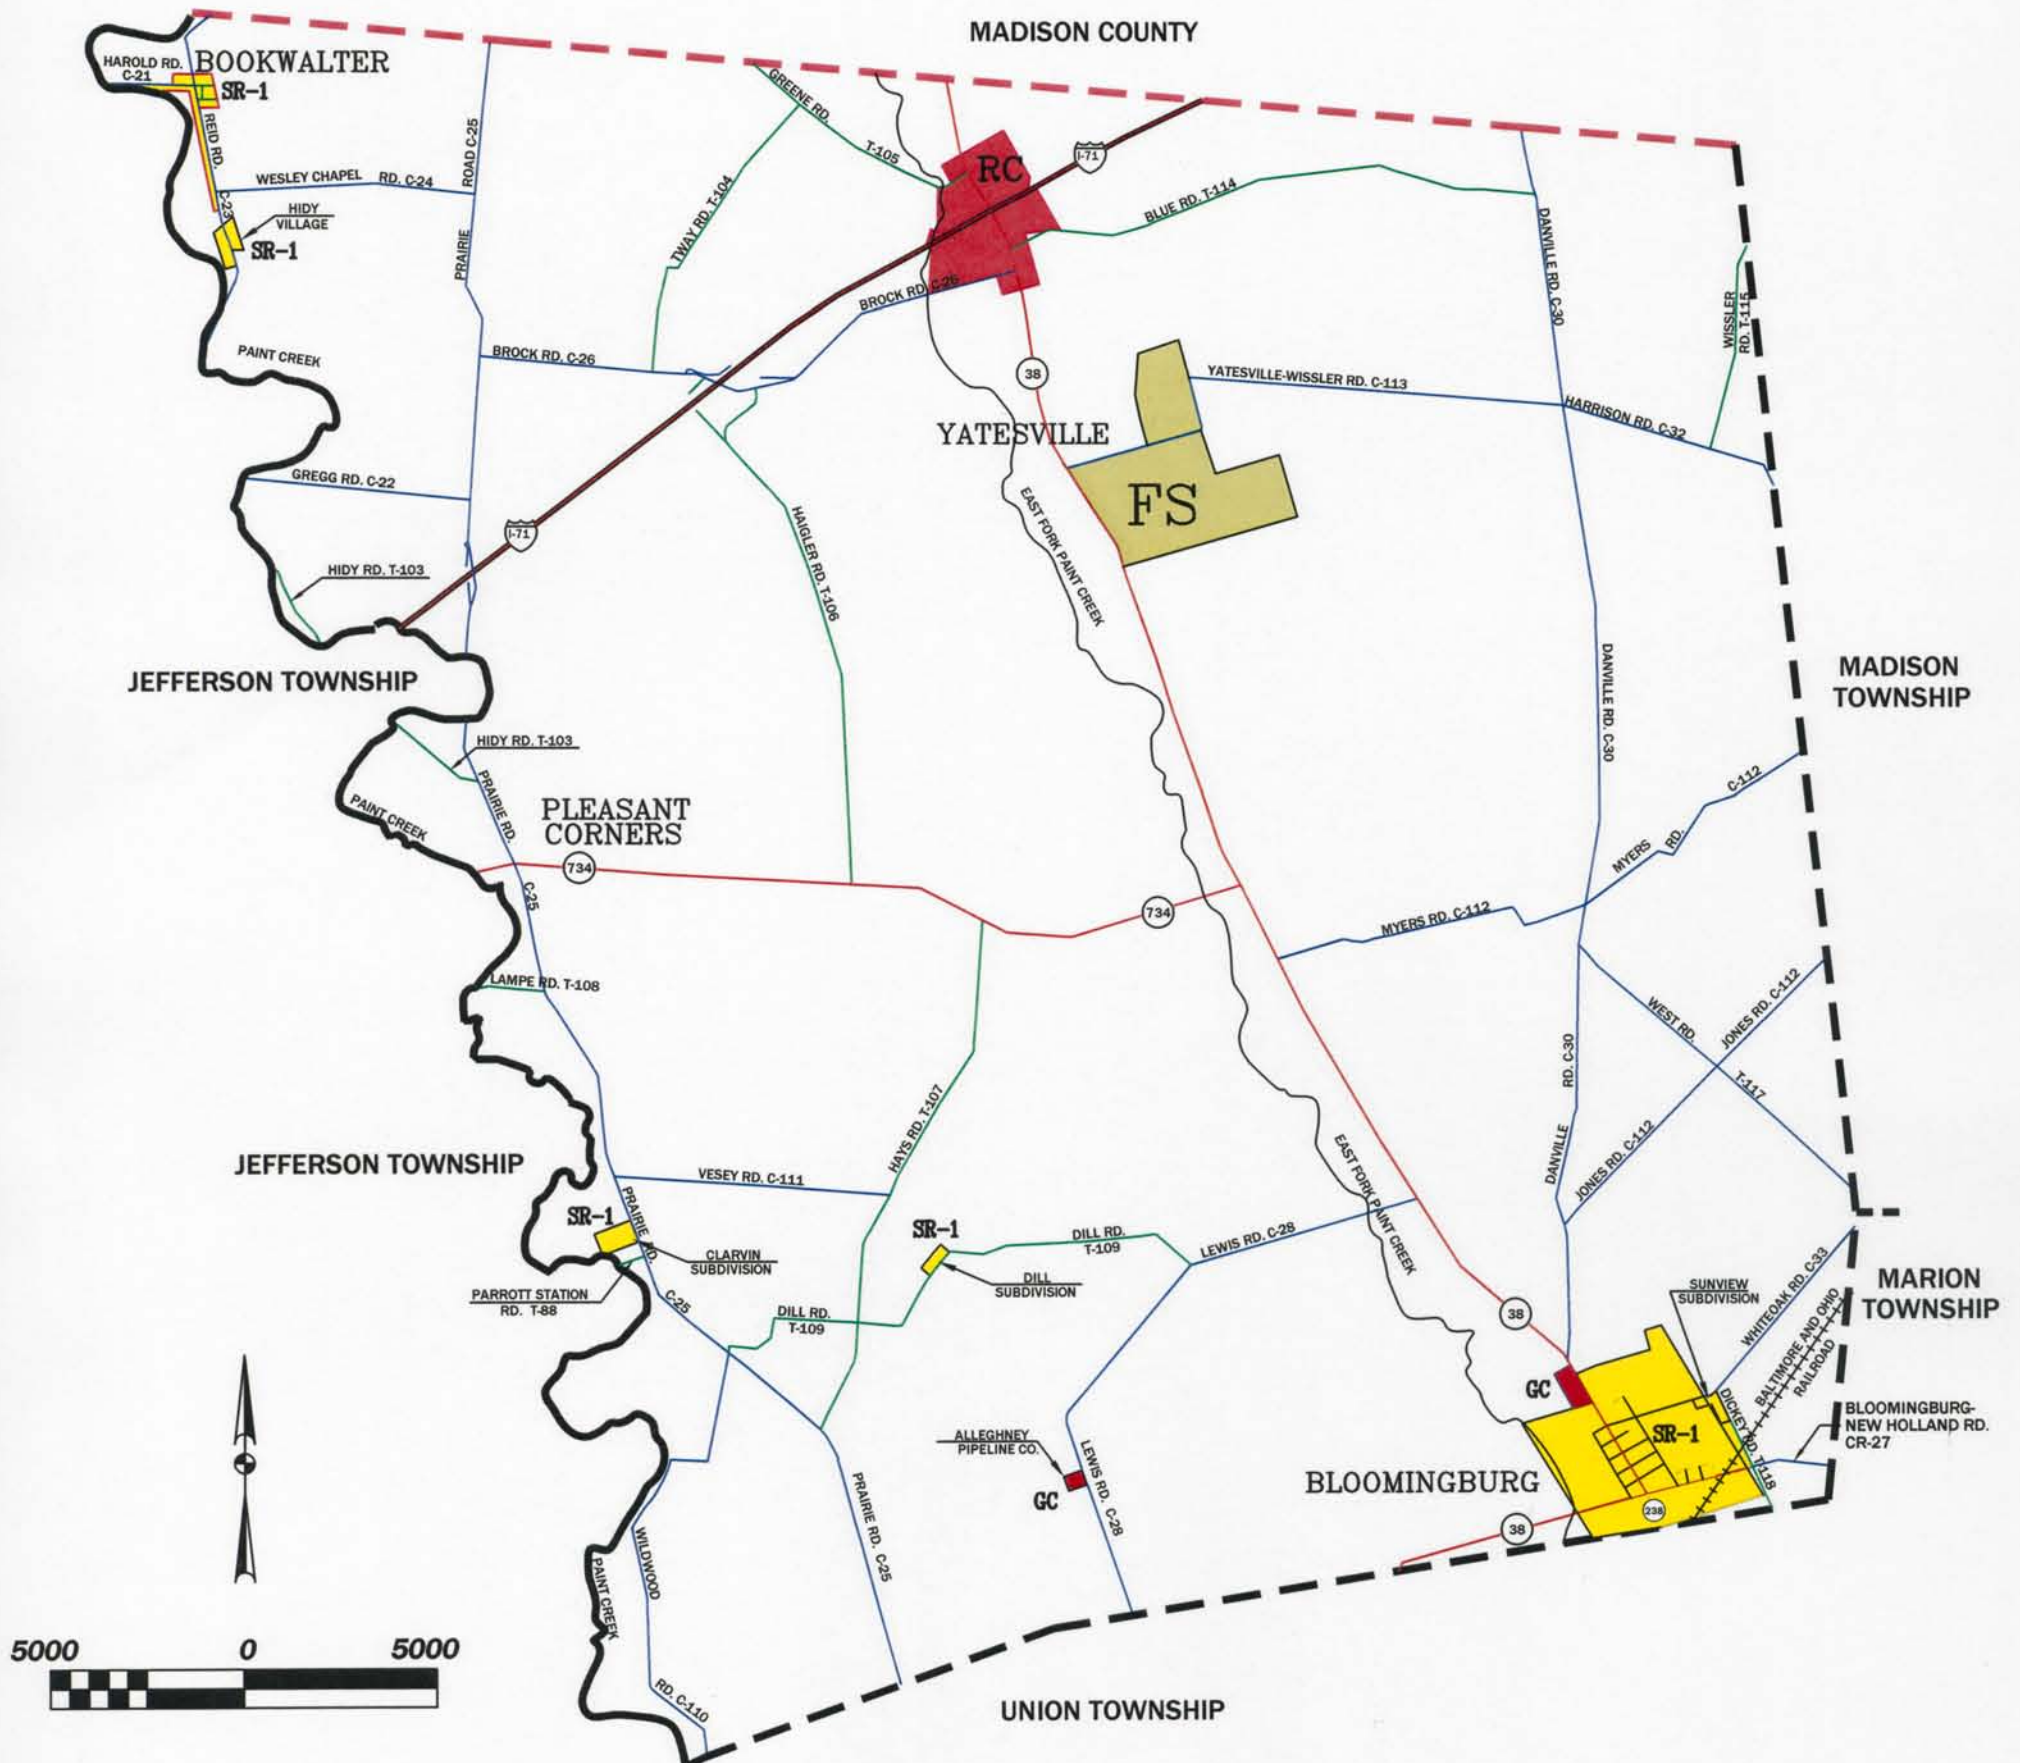 MADISON COUNTY
HAROLD RD.
C-21
BOOKWALTER
SR-1
REID RD.
C-23
WESLEY CHAPEL RD. C-24
PRAIRIE ROAD C-25
HIDY
VILLAGE
SR-1
GREENE RD.
T-105
RC
I-71
TWAY RD. T-104
BLUE RD. T-114
DANVILLE RD. C-30
WISSLER
RD. T-115
BROCK RD. C-26
PAINT CREEK
BROCK RD. C-26
38
YATESVILLE-WISSLER RD. C-113
HARRISON RD. C-32
YATESVILLE
FS
GREGG RD. C-22
I-71
HAIGLER RD. T-106
EAST FORK PAINT CREEK
HIDY RD. T-103
JEFFERSON TOWNSHIP
MADISON
TOWNSHIP
DANVILLE RD. C-30
HIDY RD. T-103
PRAIRIE RD.
PAINT CREEK
PLEASANT
CORNERS
734
C-25
734
MYERS RD.
C-112
MYERS RD. C-112
LAMPE RD. T-108
WEST RD.
T-117
JONES RD. C-112
DANVILLE RD. C-30
JONES RD. C-112
HAYS RD. T-107
EAST FORK PAINT CREEK
JEFFERSON TOWNSHIP
VESEY RD. C-111
SR-1
PRAIRIE RD.
CLARVIN
SUBDIVISION
PARROTT STATION
RD. T-88
C-25
SR-1
DILL RD.
T-109
DILL
SUBDIVISION
LEWIS RD. C-28
DILL RD.
T-109
SUNVIEW
SUBDIVISION
WHITEOAK RD. C-33
MARION
TOWNSHIP
BALTIMORE AND OHIO
RAILROAD
38
GC
SR-1
DICKEY RD. T-118
BLOOMINGBURG-
NEW HOLLAND RD.
CR-27
ALLEGHNEY
PIPELINE CO.
GC
LEWIS RD. C-28
BLOOMINGBURG
238
38
PRAIRIE RD. C-25
WILDWOOD
RD. C-110
PAINT CREEK
5000 0 5000
UNION TOWNSHIP